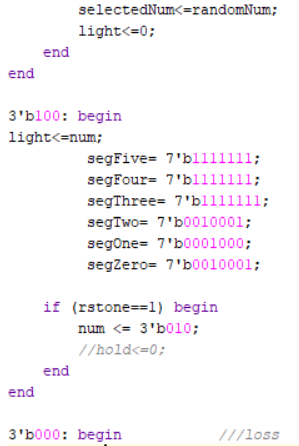 selectedNum<=randomNum;
light<=0;
end
end
3'b100: begin
light<=num;
segFive= 7'b1111111;
segFour= 7'b1111111;
segThree= 7'b1111111;
segTwo= 7'b0010001;
segOne= 7'b0001000;
segZero= 7'b0010001;
if (rstone==1) begin
num <= 3'b010;
//hold<=0;
end
end
3'b000: begin ///loss